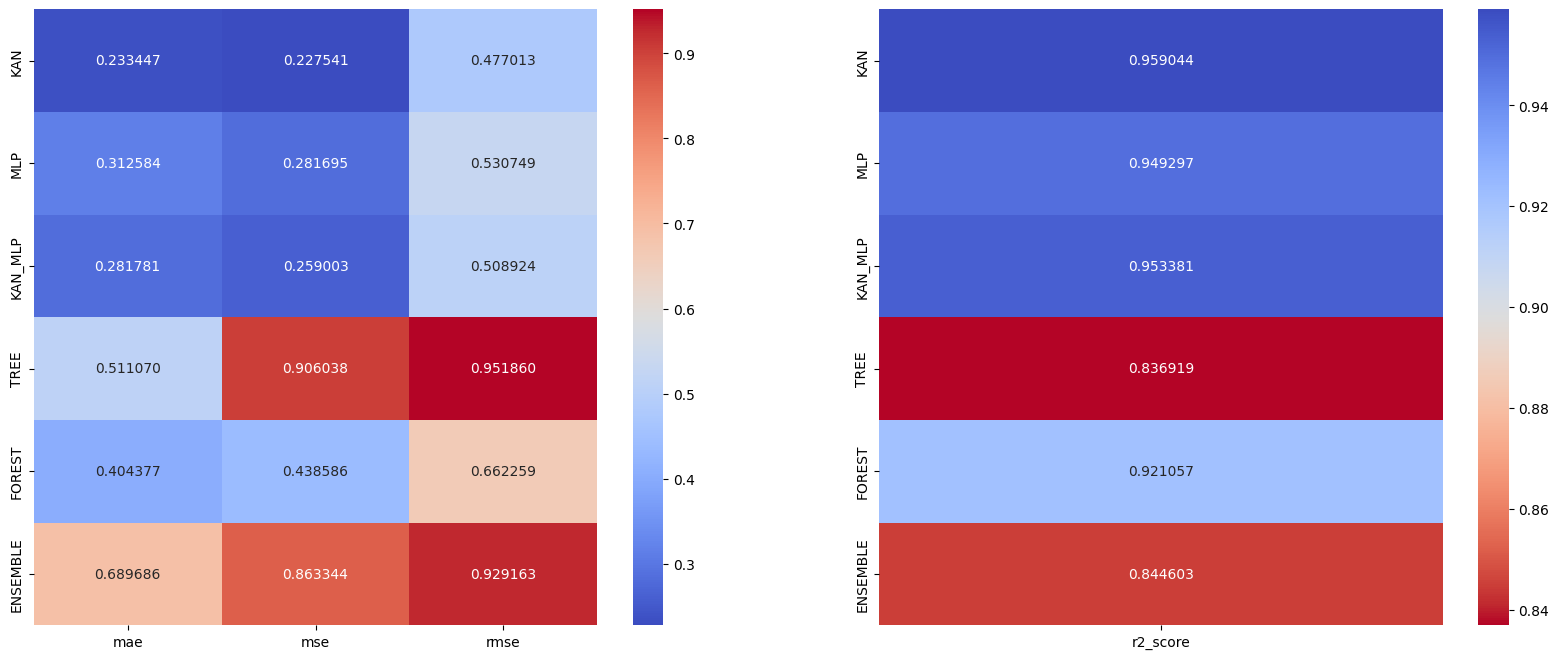 KAN 0.233447 0.227541 0.477013
MLP 0.312584 0.281695 0.530749
KAN_MLP 0.281781 0.259003 0.508924
TREE 0.511070 0.906038 0.951860
FOREST 0.404377 0.438586 0.662259
ENSEMBLE 0.689686 0.863344 0.929163
mae mse rmse
0.9
0.8
0.7
0.6
0.5
0.4
0.3
KAN 0.959044
MLP 0.949297
KAN_MLP 0.953381
TREE 0.836919
FOREST 0.921057
ENSEMBLE 0.844603
r2_score
0.94
0.92
0.90
0.88
0.86
0.84